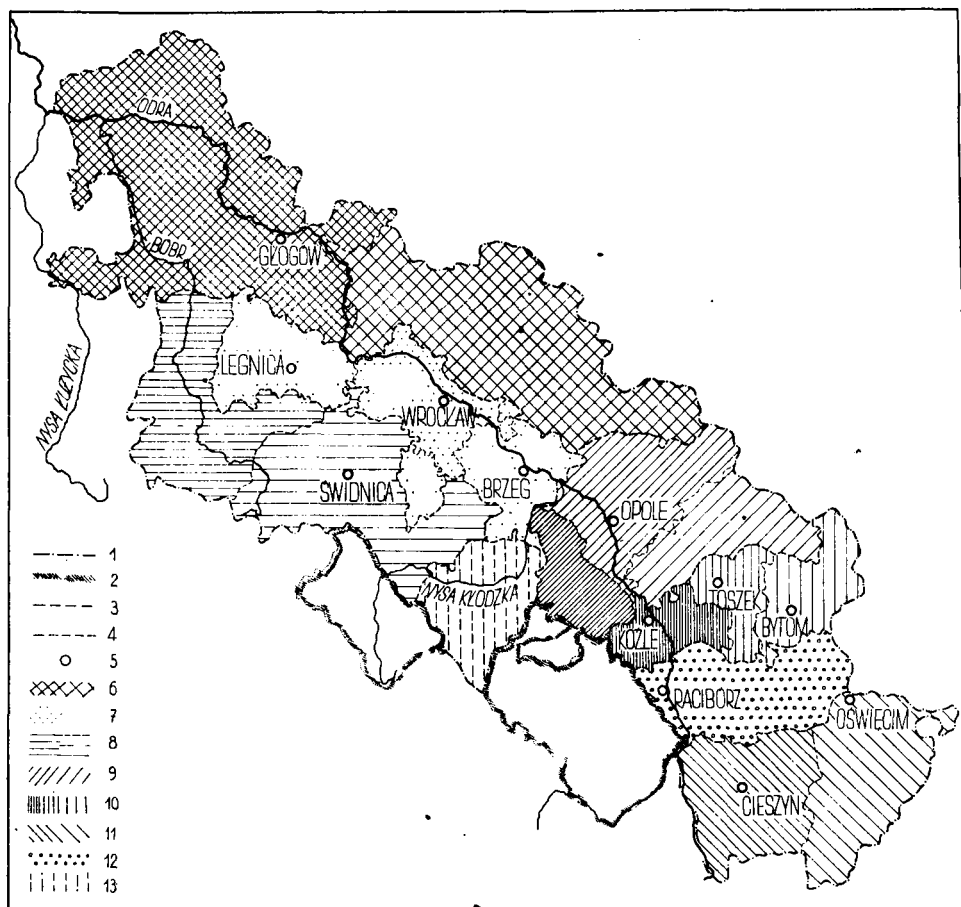 ODRA
BOBR
GŁOGÓW
NYSA ŁUŻYCKA
LEGNICA
WROCŁAW
ŚWIDNICA
BRZEG
OPOLE
NYSA KŁODZKA
TOSZEK
KOŹLE
BYTOM
RACIBÓRZ
OŚWIĘCIM
CIESZYN
1
2
3
4
5
6
7
8
9
10
11
12
13